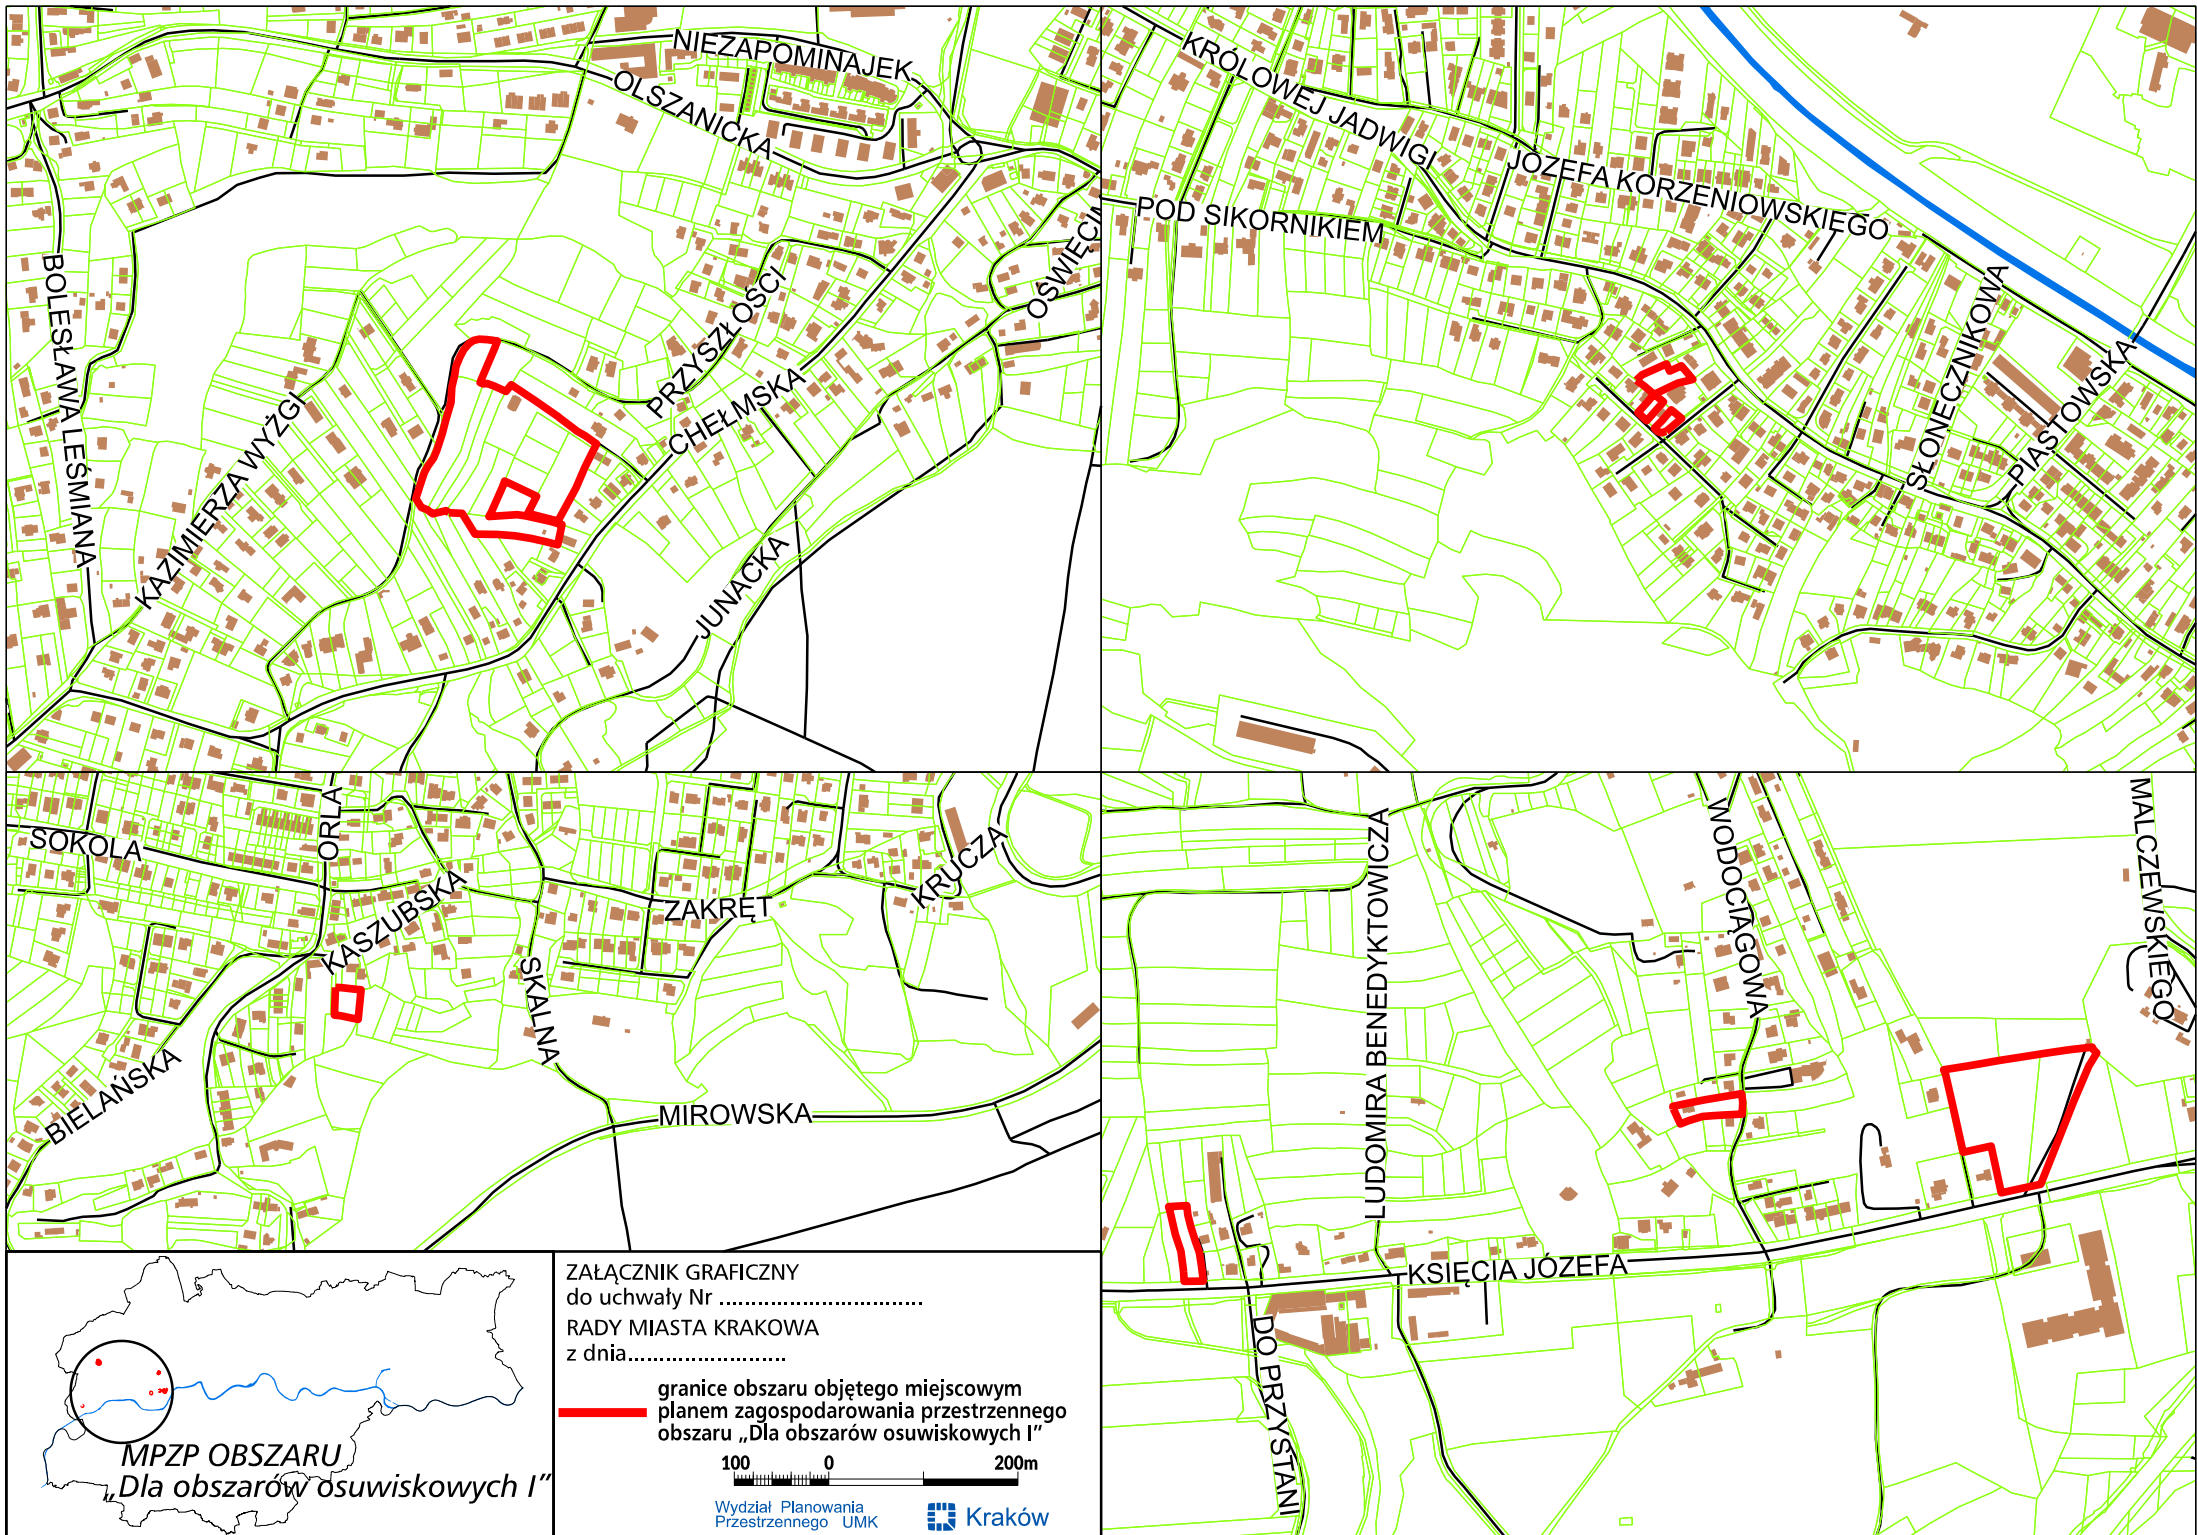 NIEZAPOMINAJEK
OLSZANICKA
BOLESŁAWA LEŚMIANA
KAZIMIERZA WYŻGI
PRZYSZŁOŚCI
CHEŁMSKA
JUNACKA
OŚWIĘCIM
KRÓLOWEJ JADWIGI
JÓZEFA KORZENIOWSKIEGO
POD SIKORNIKIEM
SŁONECZNIKOWA
PIASTOWSKA
SOKOLA
ORLA
KASZUBSKA
BIELAŃSKA
SKALNA
ZAKRĘT
KRUCZA
MIROWSKA
LUDOMIRA BENEDYKTOWICZA
WODOCIĄGOWA
MALCZEWSKIEGO
KSIĘCIA JÓZEFA
DO PRZYSTANI
MPZP OBSZARU
„Dla obszarów osuwiskowych I”
ZAŁĄCZNIK GRAFICZNY
do uchwały Nr ..............................
RADY MIASTA KRAKOWA
z dnia.......................
granice obszaru objętego miejscowym
planem zagospodarowania przestrzennego
obszaru „Dla obszarów osuwiskowych I”
100 0 200m
Wydział Planowania
Przestrzennego UMK
Kraków